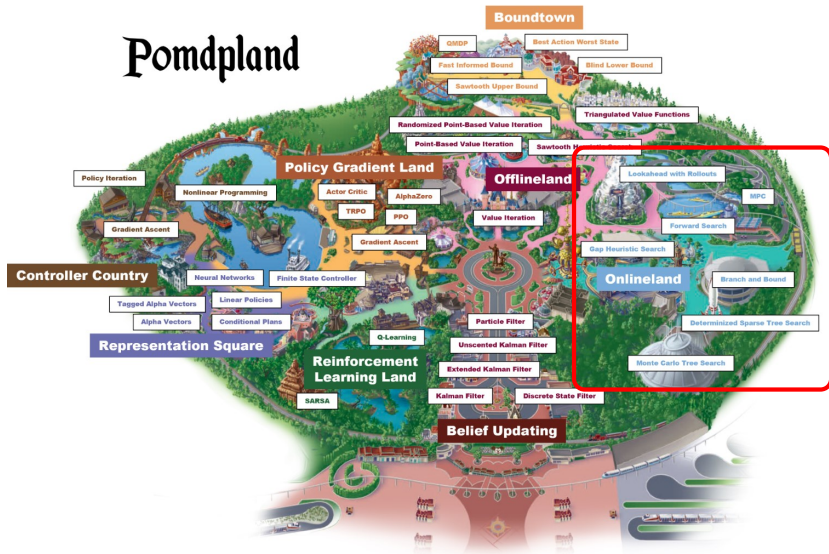 Boundtown
Pomdpland
QMDP
Best Action Worst State
Fast Informed Bound
Blind Lower Bound
Sawtooth Upper Bound
Triangulated Value Functions
Randomized Point-Based Value Iteration
Point-Based Value Iteration
Sawtooth
Policy Gradient Land
Offlineland
Lookahead with Rollouts
Policy Iteration
Nonlinear Programming
Actor Critic
AlphaZero
MPC
TRPO
PPO
Value Iteration
Forward Search
Gradient Ascent
Gradient Ascent
Gap Heuristic Search
Controller Country
Neural Networks
Finite State Controller
Onlineland
Branch and Bound
Tagged Alpha Vectors
Linear Policies
Alpha Vectors
Conditional Plans
Particle Filter
Determinized Sparse Tree Search
Representation Square
Q-Learning
Unscented Kalman Filter
Reinforcement
Learning Land
Extended Kalman Filter
Monte Carlo Tree Search
SARSA
Kalman Filter
Discrete State Filter
Belief Updating